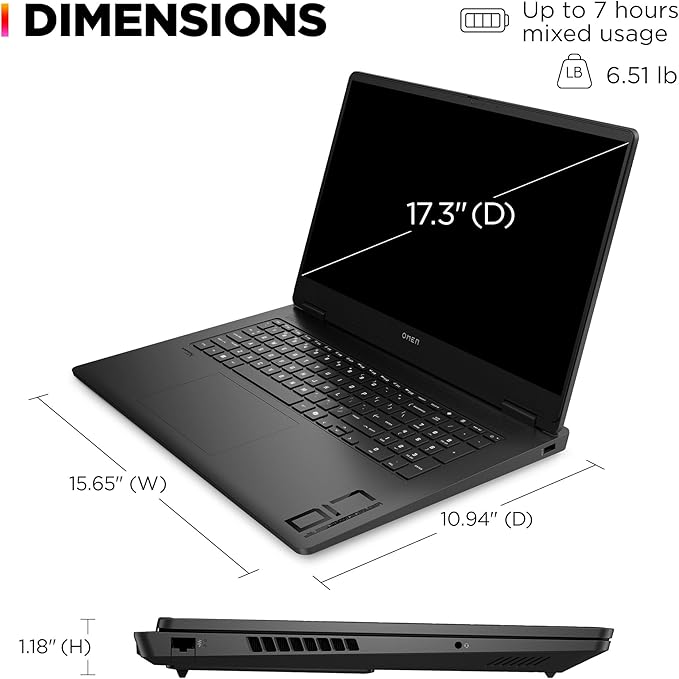 DIMENSIONS
Up to 7 hours
mixed usage
LB
6.51 lb
17.3" (D)
OMEN
15.65" (W)
10.94" (D)
1.18" (H)